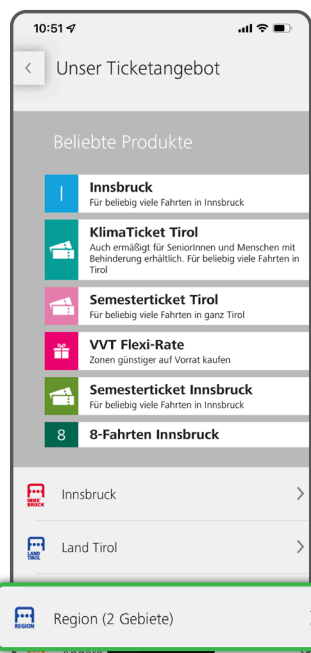 10:51
Unser Ticketangebot
Beliebte Produkte
I
Innsbruck
Für beliebig viele Fahrten in Innsbruck
KlimaTicket Tirol
Auch ermäßigt für SeniorInnen und Menschen mit
Behinderung erhältlich. Für beliebig viele Fahrten in
Tirol
Semesterticket Tirol
Für beliebig viele Fahrten in ganz Tirol
VVT Flexi-Rate
Zonen günstiger auf Vorrat kaufen
Semesterticket Innsbruck
Für beliebig viele Fahrten in Innsbruck
8
8-Fahrten Innsbruck
INNS'
BRUCK
Innsbruck
LAND
TIROL
Land Tirol
REGION
Region (2 Gebiete)